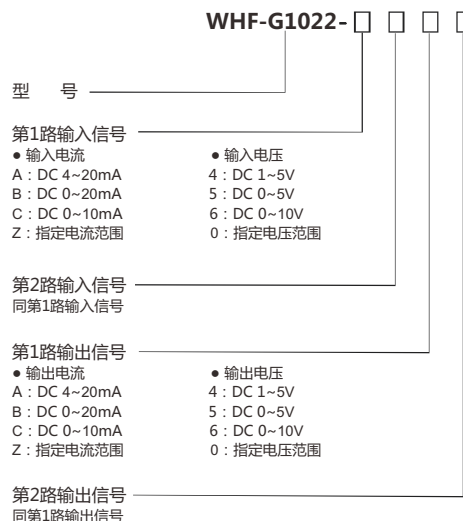 WHF-G1022-□ □ □ □
型 号
第1路输入信号
● 输入电流 ● 输入电压
A：DC 4~20mA 4：DC 1~5V
B：DC 0~20mA 5：DC 0~5V
C：DC 0~10mA 6：DC 0~10V
Z：指定电流范围 0：指定电压范围
第2路输入信号
同第1路输入信号
第1路输出信号
● 输出电流 ● 输出电压
A：DC 4~20mA 4：DC 1~5V
B：DC 0~20mA 5：DC 0~5V
C：DC 0~10mA 6：DC 0~10V
Z：指定电流范围 0：指定电压范围
第2路输出信号
同第1路输出信号